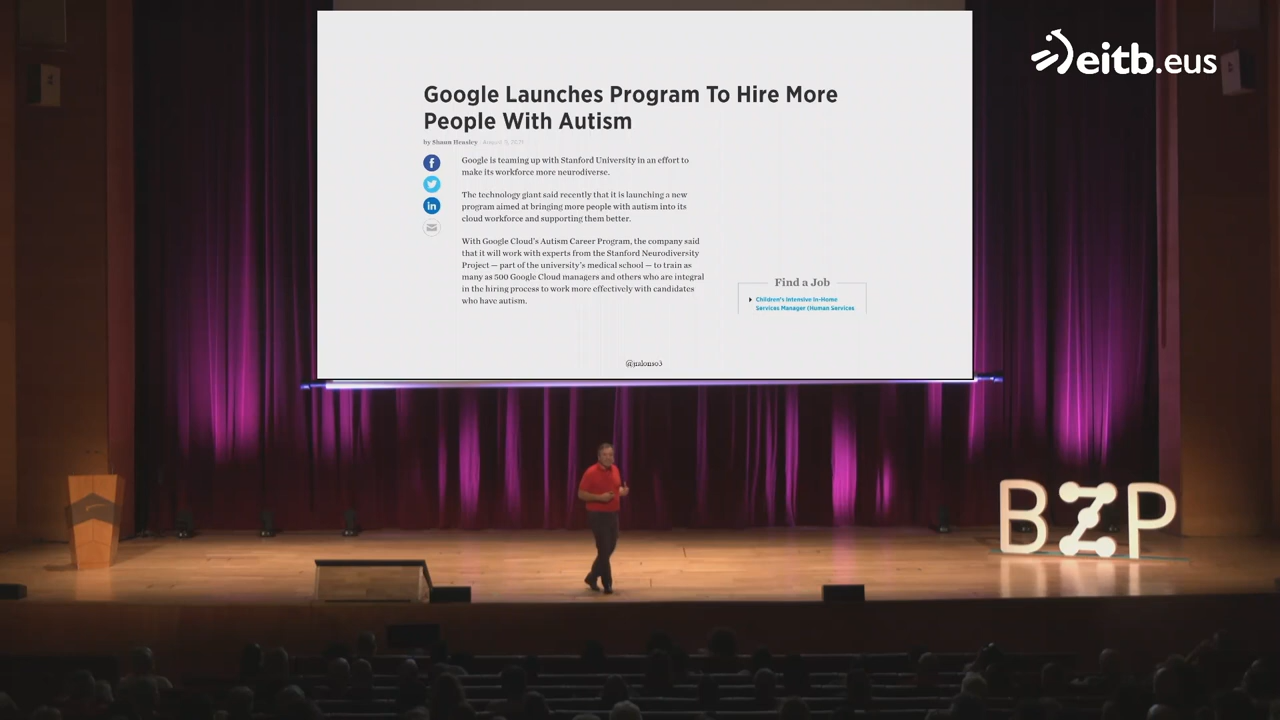 eitb.eus
Google Launches Program To Hire More
People With Autism
by Shaun Heasley
Google is teaming up with Stanford University in an effort to
make its workforce more neurodiverse.
The technology giant said recently that it is launching a new
program aimed at bringing more people with autism into its
cloud workforce and supporting them better.
With Google Cloud's Autism Career Program, the company said
that it will work with experts from the Stanford Neurodiversity
Project — part of the university's medical school — to train as
many as 500 Google Cloud managers and others who are integral
in the hiring process to work more effectively with candidates
who have autism.
Find a Job
Children's Intensive In-Home
Services Manager (Human Services
BZP